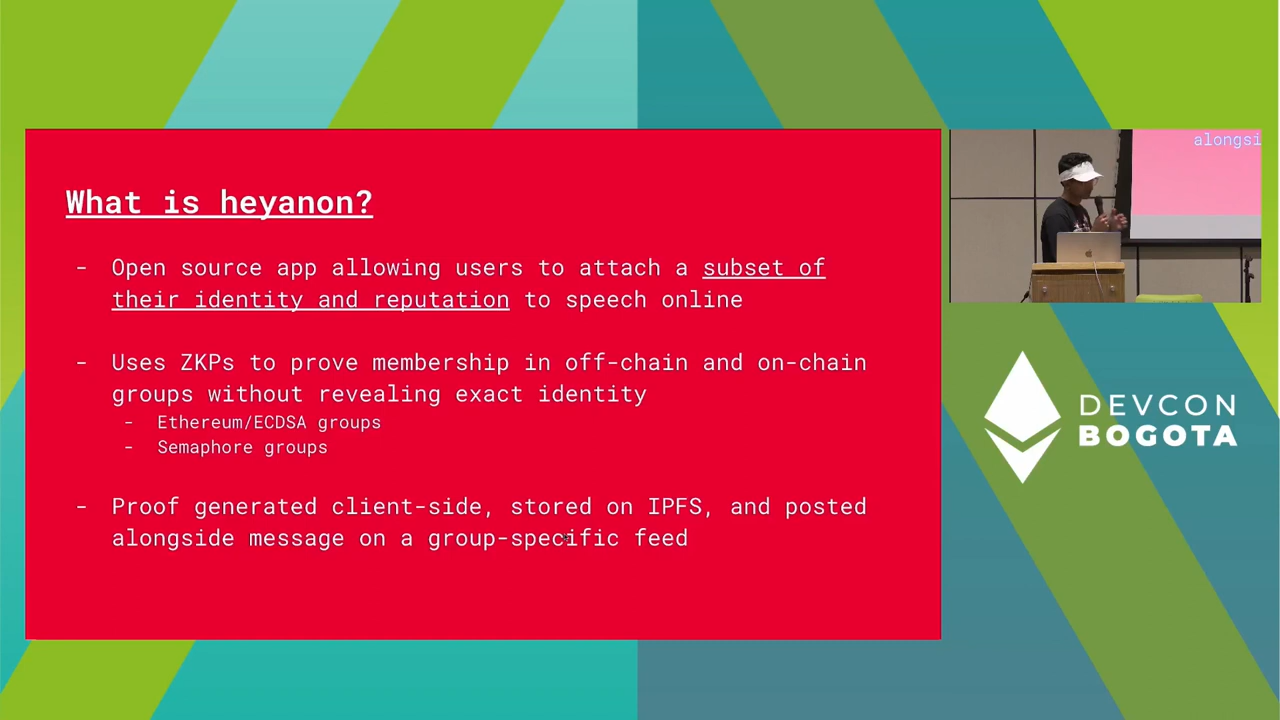 What is heyanon?
- Open source app allowing users to attach a subset of
their identity and reputation to speech online
- Uses ZKPs to prove membership in off-chain and on-chain
groups without revealing exact identity
- Ethereum/ECDSA groups
- Semaphore groups
- Proof generated client-side, stored on IPFS, and posted
alongside message on a group-specific feed
alongsi
DEVCON
BOGOTA